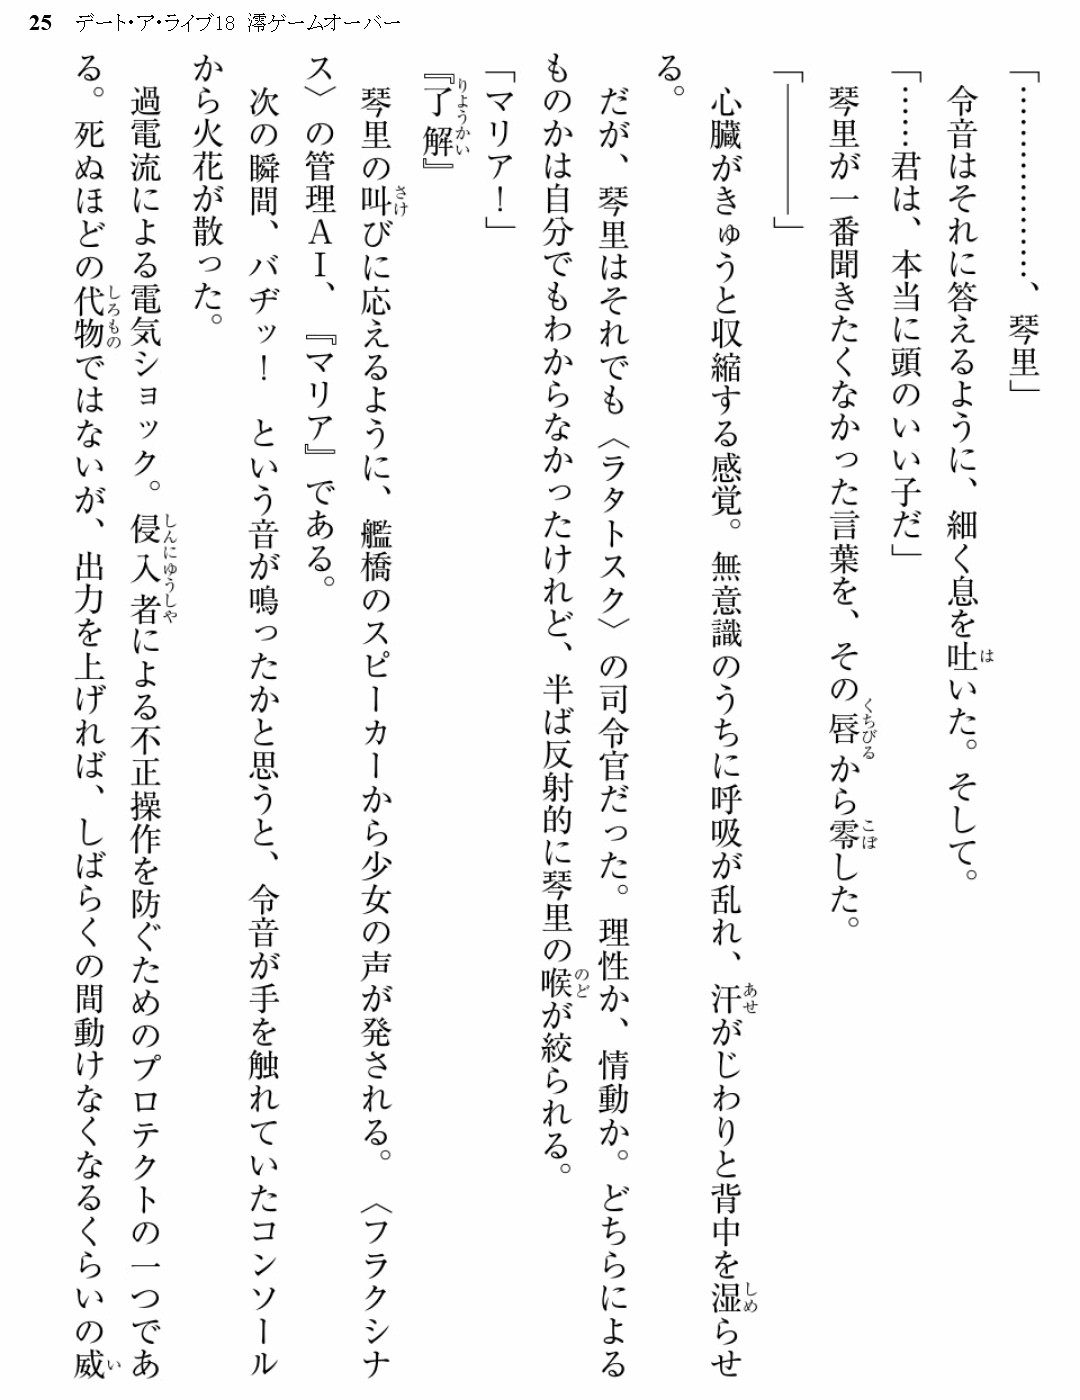 25 デート・ア・ライブ18 澪ゲームオーバー
「………………、琴里」
令音はそれに答えるように、細く息を吐いた。そして。
「……君は、本当に頭のいい子だ」
琴里が一番聞きたくなかった言葉を、その唇から零した。
「――――」
心臓がきゅうと収縮する感覚。無意識のうちに呼吸が乱れ、汗がじわりと背中を湿らせ
る。
だが、琴里はそれでも〈ラタトスク〉の司令官だった。理性か、情動か。どちらによる
ものかは自分でもわからなかったけれど、半ば反射的に琴里の喉が絞られる。
「マリア！」
『了解』
琴里の叫びに応えるように、艦橋のスピーカーから少女の声が発される。〈フラクシナ
ス〉の管理ＡＩ、『マリア』である。
次の瞬間、バヂッ！　という音が鳴ったかと思うと、令音が手を触れていたコンソール
から火花が散った。
過電流による電気ショック。侵入者による不正操作を防ぐためのプロテクトの一つであ
る。死ぬほどの代物ではないが、出力を上げれば、しばらくの間動けなくなるくらいの威